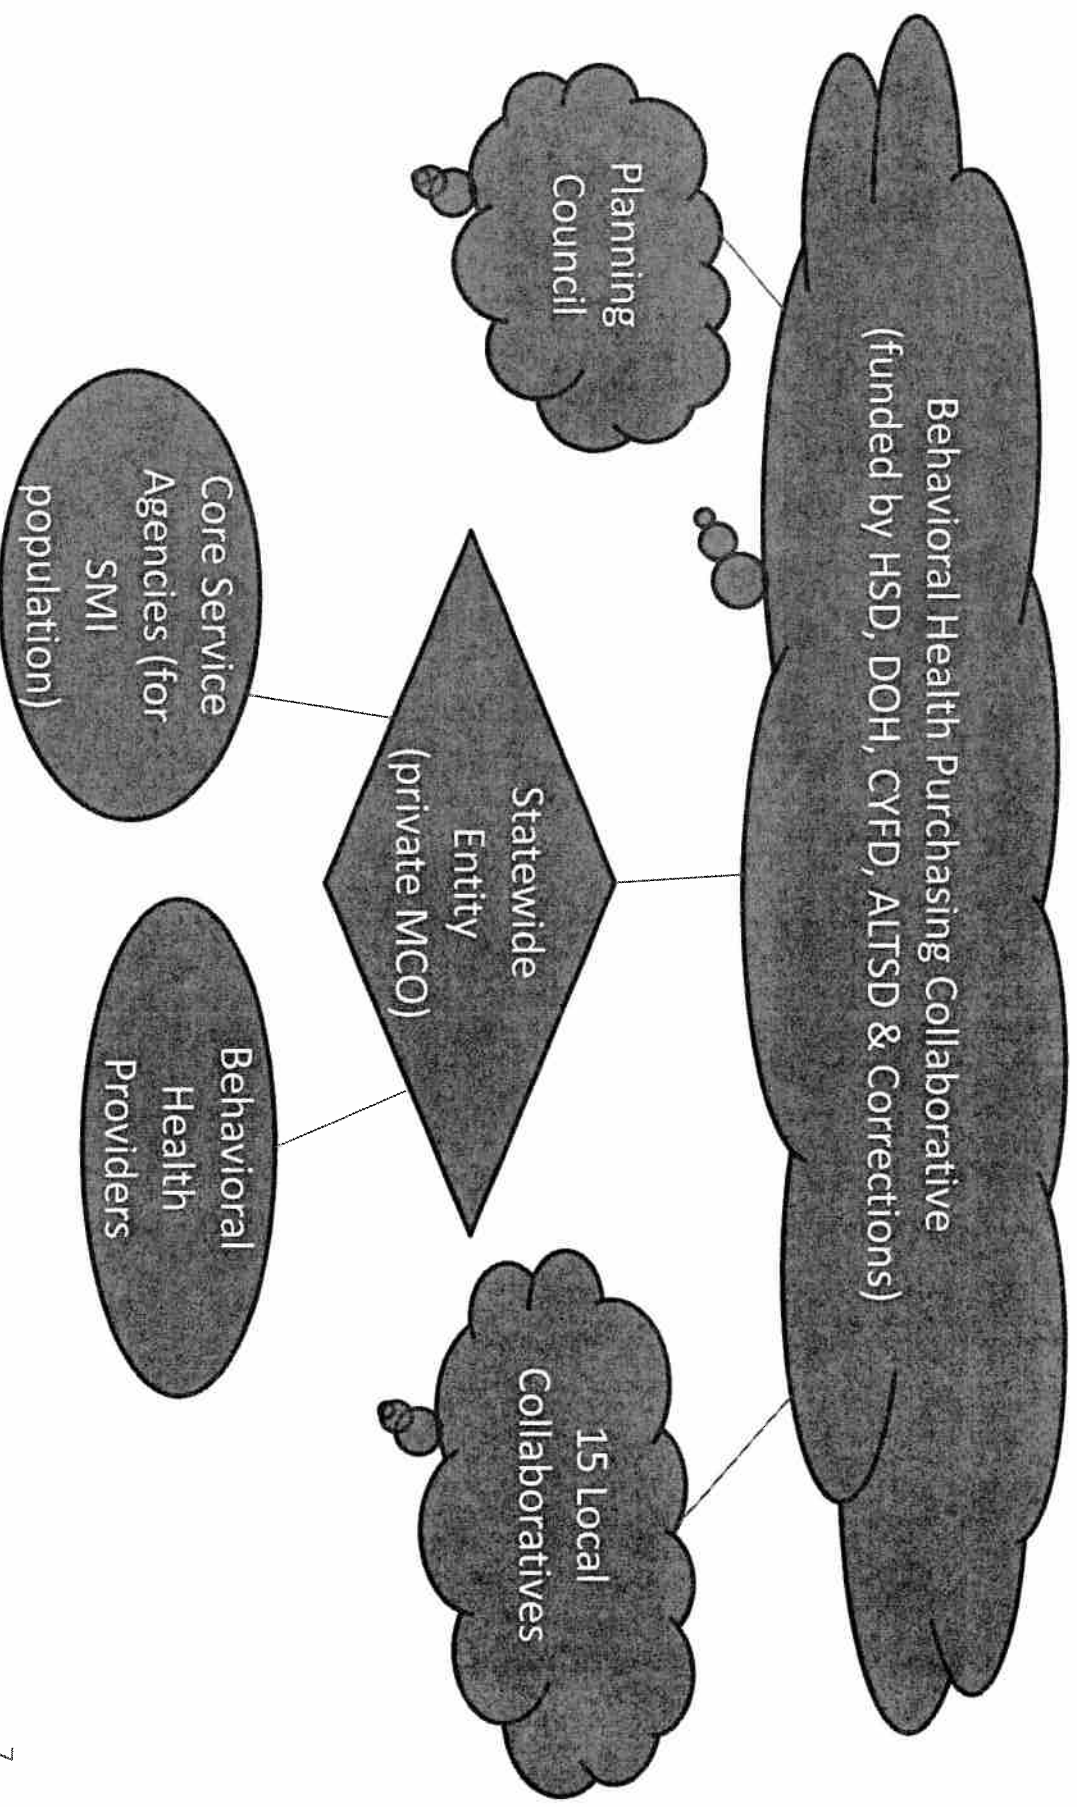 Behavioral Health Purchasing Collaborative
(funded by HSD, DOH, CYFD, ALTSD & Corrections)
Planning
Council
Statewide
Entity
(private MCO)
15 Local
Collaboratives
Core Service
Agencies (for
SMI
population)
Behavioral
Health
Providers
7